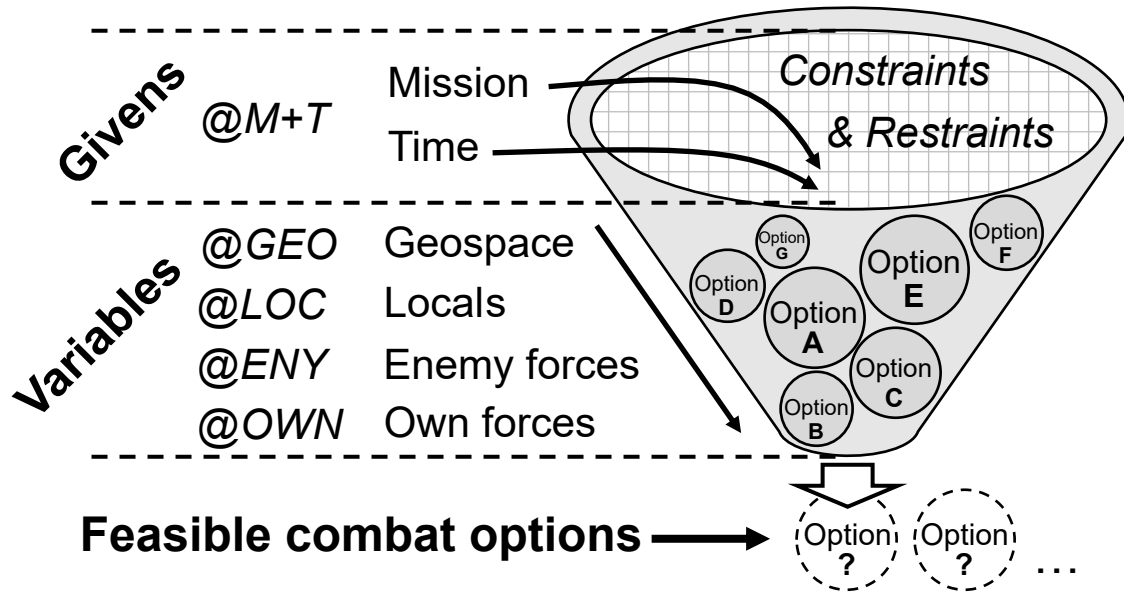 Givens
@M+T
Mission
Time
Constraints
& Restraints
Variables
@GEO Geospace
@LOC Locals
@ENY Enemy forces
@OWN Own forces
Option
G
Option
F
Option
D
Option
E
Option
A
Option
C
Option
B
Feasible combat options
Option
?
Option
?
...